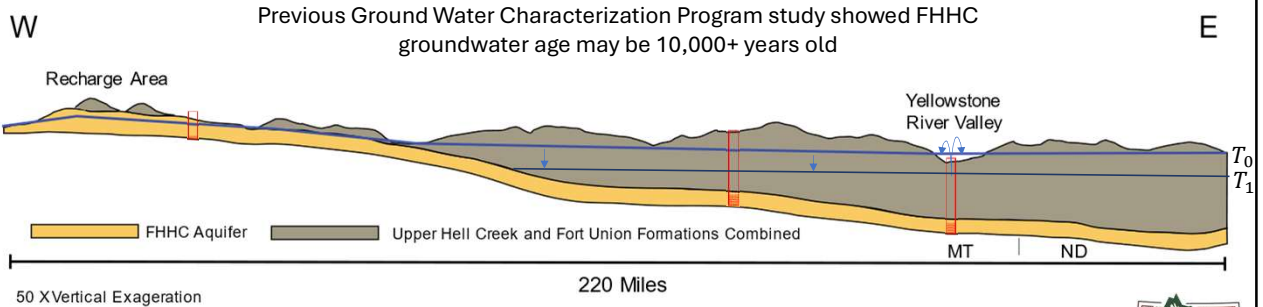 Previous Ground Water Characterization Program study showed FHHC
groundwater age may be 10,000+ years old
W
E
Recharge Area
Yellowstone
River Valley
T₀
T₁
FHHC Aquifer
Upper Hell Creek and Fort Union Formations Combined
MT
ND
220 Miles
50 X Vertical Exageration